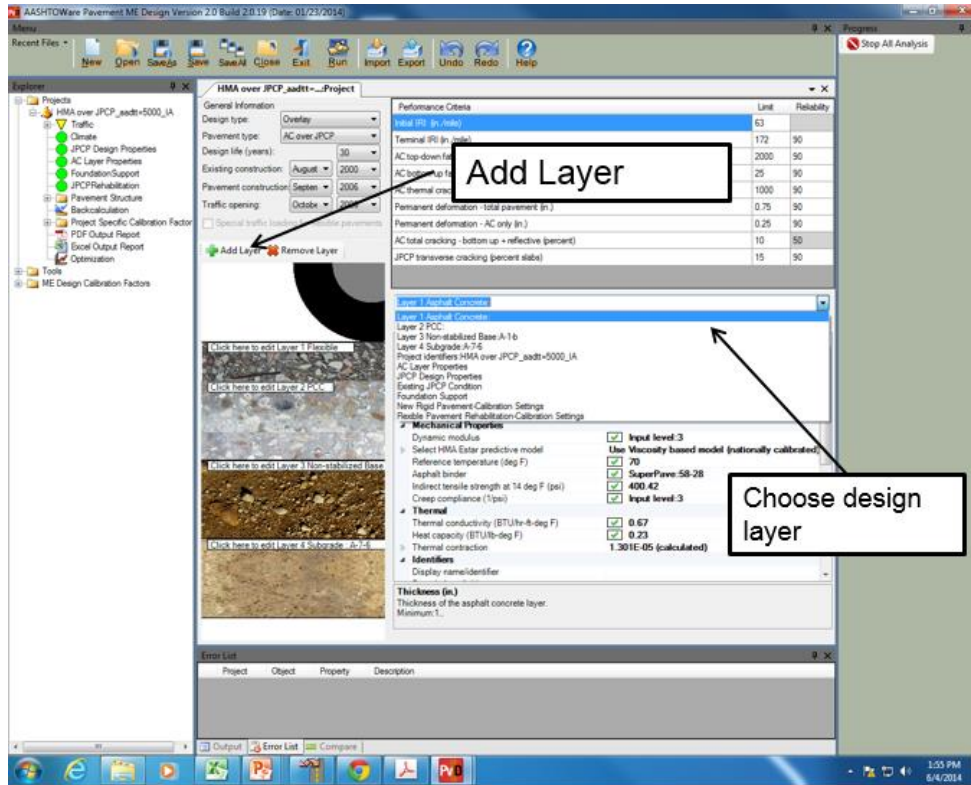 AASHTOWare Pavement ME Design Version 2.0 Build 2.0.19 (Date: 01/23/2014)
Menu
Recent Files
New Open SaveAs Save SaveAll Close Exit Run Import Export Undo Redo Help
Progress
Stop All Analysis
Explorer
Projects
HMA over JPCP_aadtt=5000_IA
Traffic
Climate
JPCP Design Properties
AC Layer Properties
FoundationSupport
JPCPRehabilitation
Pavement Structure
Backcalculation
Project Specific Calibration Factor
PDF Output Report
Excel Output Report
Optimization
Tools
ME Design Calibration Factors
HMA over JPCP_aadtt=...:Project
General Information
Design type: Overlay
Pavement type: AC over JPCP
Design life (years): 30
Existing construction: August 2000
Pavement construction: Septen 2006
Traffic opening: Octobe
Special traffic loading for flexible pavements
Add Layer Remove Layer
Performance Criteria Limit Reliability
Initial IRI (in./mile) 63
Terminal IRI (in./mile) 172 90
AC top-down fa 2000 90
AC bottom-up fa 25 90
AC thermal crac 1000 90
Permanent deformation - total pavement (in.) 0.75 90
Permanent deformation - AC only (in.) 0.25 90
AC total cracking - bottom up + reflective (percent) 10 50
JPCP transverse cracking (percent slabs) 15 90
Add Layer
Layer 1 Asphalt Concrete:
Layer 1 Asphalt Concrete:
Layer 2 PCC:
Layer 3 Non-stabilized Base:A-1-b
Layer 4 Subgrade:A-7-6
Project identifiers:HMA over JPCP_aadtt=5000_IA
AC Layer Properties
JPCP Design Properties
Existing JPCP Condition
Foundation Support
New Rigid Pavement-Calibration Settings
Flexible Pavement Rehabilitation-Calibration Settings
Click here to edit Layer 1 Flexible
Click here to edit Layer 2 PCC
Click here to edit Layer 3 Non-stabilized Base
Click here to edit Layer 4 Subgrade : A-7-6
Mechanical Properties
Dynamic modulus Input level:3
Select HMA Estar predictive model Use Viscosity based model (nationally calibrated)
Reference temperature (deg F) 70
Asphalt binder SuperPave:58-28
Indirect tensile strength at 14 deg F (psi) 400.42
Creep compliance (1/psi) Input level:3
Thermal
Thermal conductivity (BTU/hr-ft-deg F) 0.67
Heat capacity (BTU/lb-deg F) 0.23
Thermal contraction 1.301E-05 (calculated)
Identifiers
Display name/identifier
Choose design
layer
Thickness (in.)
Thickness of the asphalt concrete layer.
Minimum:1..
Error List
Project Object Property Description
Output Error List Compare
1:55 PM
6/4/2014